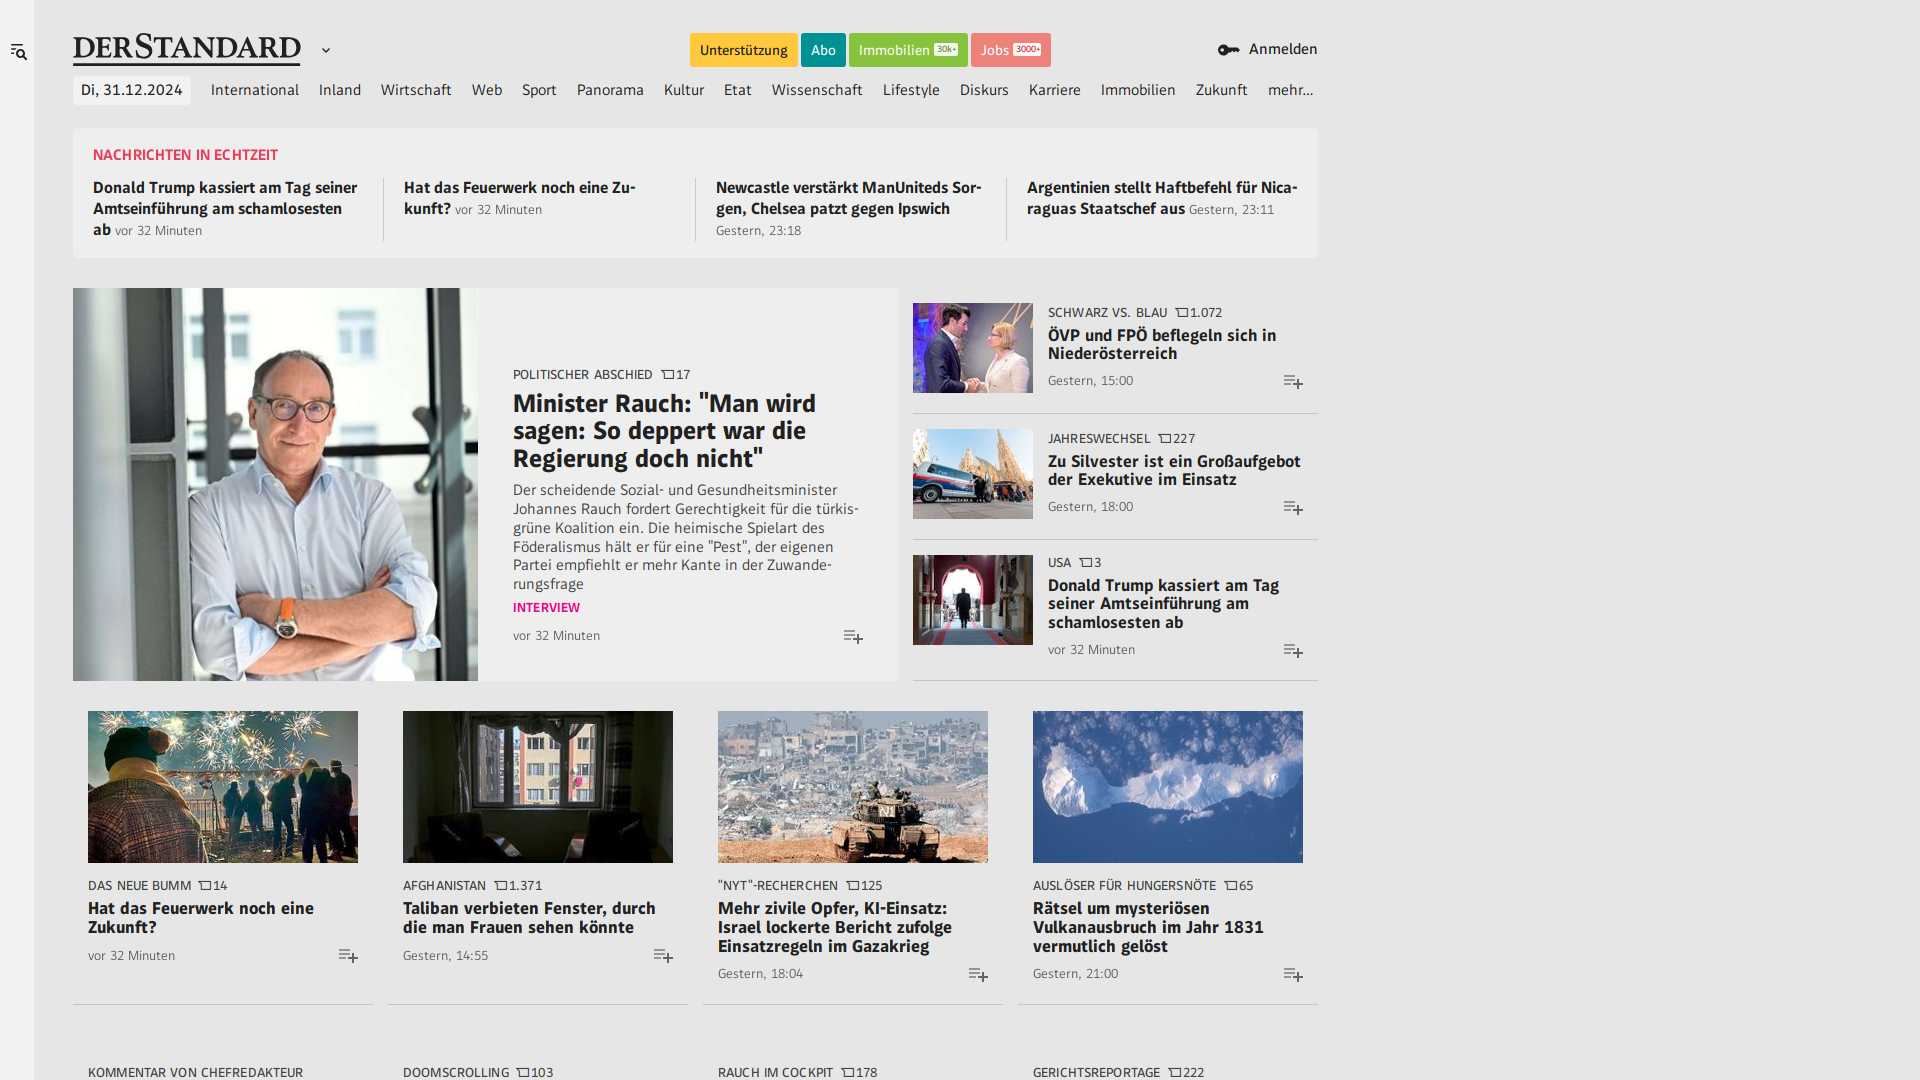 DERSTANDARD
Unterstützung Abo Immobilien 30k+ Jobs 3000+
Anmelden
Di, 31.12.2024 International Inland Wirtschaft Web Sport Panorama Kultur Etat Wissenschaft Lifestyle Diskurs Karriere Immobilien Zukunft mehr...
NACHRICHTEN IN ECHTZEIT
Donald Trump kassiert am Tag seiner
Amtseinführung am schamlosesten
ab vor 32 Minuten
Hat das Feuerwerk noch eine Zu-
kunft? vor 32 Minuten
Newcastle verstärkt ManUniteds Sor-
gen, Chelsea patzt gegen Ipswich
Gestern, 23:18
Argentinien stellt Haftbefehl für Nica-
raguas Staatschef aus Gestern, 23:11
POLITISCHER ABSCHIED 17
Minister Rauch: "Man wird
sagen: So deppert war die
Regierung doch nicht"
Der scheidende Sozial- und Gesundheitsminister
Johannes Rauch fordert Gerechtigkeit für die türkis-
grüne Koalition ein. Die heimische Spielart des
Föderalismus hält er für eine "Pest", der eigenen
Partei empfiehlt er mehr Kante in der Zuwande-
rungsfrage
INTERVIEW
vor 32 Minuten
SCHWARZ VS. BLAU 1.072
ÖVP und FPÖ beflegeln sich in
Niederösterreich
Gestern, 15:00
JAHRESWECHSEL 227
Zu Silvester ist ein Großaufgebot
der Exekutive im Einsatz
Gestern, 18:00
USA 3
Donald Trump kassiert am Tag
seiner Amtseinführung am
schamlosesten ab
vor 32 Minuten
DAS NEUE BUMM 14
Hat das Feuerwerk noch eine
Zukunft?
vor 32 Minuten
AFGHANISTAN 1.371
Taliban verbieten Fenster, durch
die man Frauen sehen könnte
Gestern, 14:55
"NYT"-RECHERCHEN 125
Mehr zivile Opfer, KI-Einsatz:
Israel lockerte Bericht zufolge
Einsatzregeln im Gazakrieg
Gestern, 18:04
AUSLÖSER FÜR HUNGERSNÖTE 65
Rätsel um mysteriösen
Vulkanausbruch im Jahr 1831
vermutlich gelöst
Gestern, 21:00
KOMMENTAR VON CHEFREDAKTEUR
DOOMSCROLLING 103
RAUCH IM COCKPIT 178
GERICHTSREPORTAGE 222